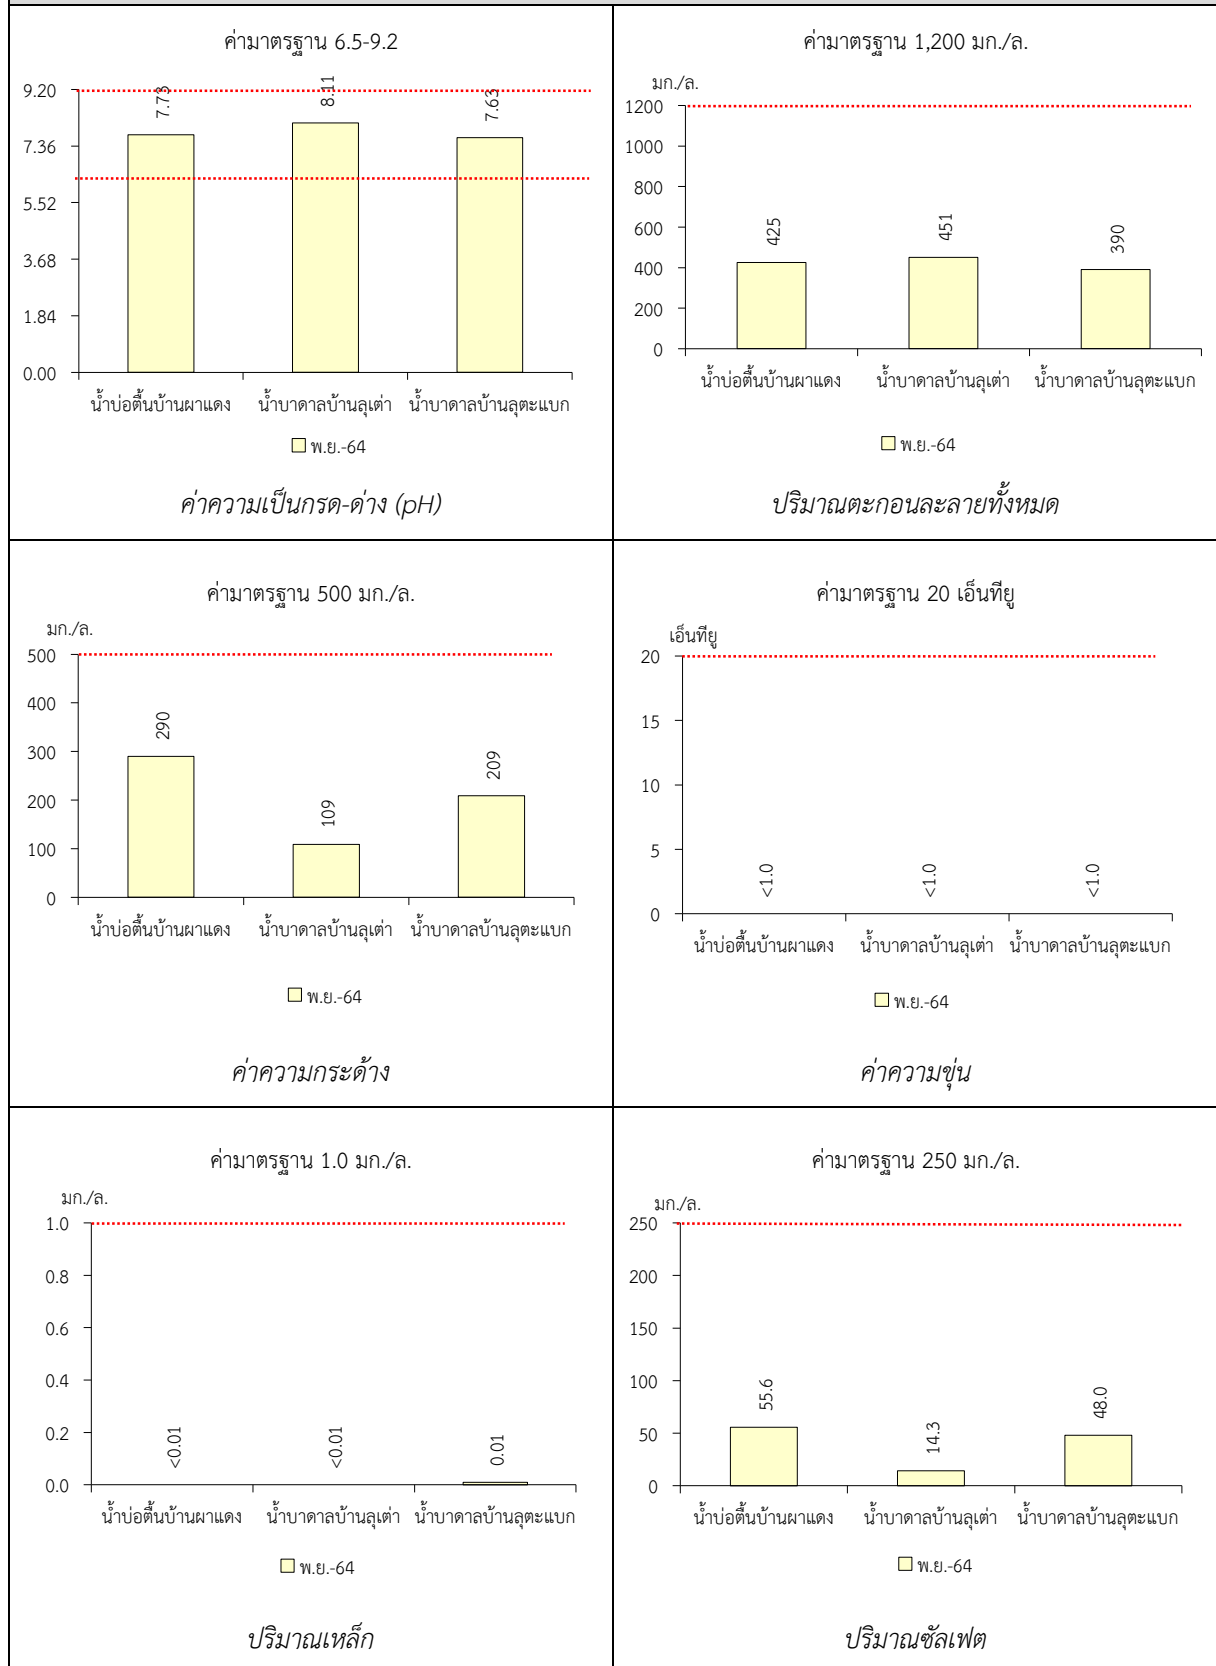 ค่ามาตรฐาน 6.5-9.2
9.20
7.36
5.52
3.68
1.84
0.00
7.73
8.11
7.63
น้ำบ่อตื้นบ้านผาแดง น้ำบาดาลบ้านลุเต่า น้ำบาดาลบ้านลุตะแบก
พ.ย.-64
ค่าความเป็นกรด-ด่าง (pH)
ค่ามาตรฐาน 1,200 มก./ล.
มก./ล.
1200
1000
800
600
400
200
0
425
451
390
น้ำบ่อตื้นบ้านผาแดง น้ำบาดาลบ้านลุเต่า น้ำบาดาลบ้านลุตะแบก
พ.ย.-64
ปริมาณตะกอนละลายทั้งหมด
ค่ามาตรฐาน 500 มก./ล.
มก./ล.
500
400
300
200
100
0
290
109
209
น้ำบ่อตื้นบ้านผาแดง น้ำบาดาลบ้านลุเต่า น้ำบาดาลบ้านลุตะแบก
พ.ย.-64
ค่าความกระด้าง
ค่ามาตรฐาน 20 เอ็นทียู
เอ็นทียู
20
15
10
5
0
<1.0
<1.0
<1.0
น้ำบ่อตื้นบ้านผาแดง น้ำบาดาลบ้านลุเต่า น้ำบาดาลบ้านลุตะแบก
พ.ย.-64
ค่าความขุ่น
ค่ามาตรฐาน 1.0 มก./ล.
มก./ล.
1.0
0.8
0.6
0.4
0.2
0.0
<0.01
<0.01
0.01
น้ำบ่อตื้นบ้านผาแดง น้ำบาดาลบ้านลุเต่า น้ำบาดาลบ้านลุตะแบก
พ.ย.-64
ปริมาณเหล็ก
ค่ามาตรฐาน 250 มก./ล.
มก./ล.
250
200
150
100
50
0
55.6
14.3
48.0
น้ำบ่อตื้นบ้านผาแดง น้ำบาดาลบ้านลุเต่า น้ำบาดาลบ้านลุตะแบก
พ.ย.-64
ปริมาณซัลเฟต